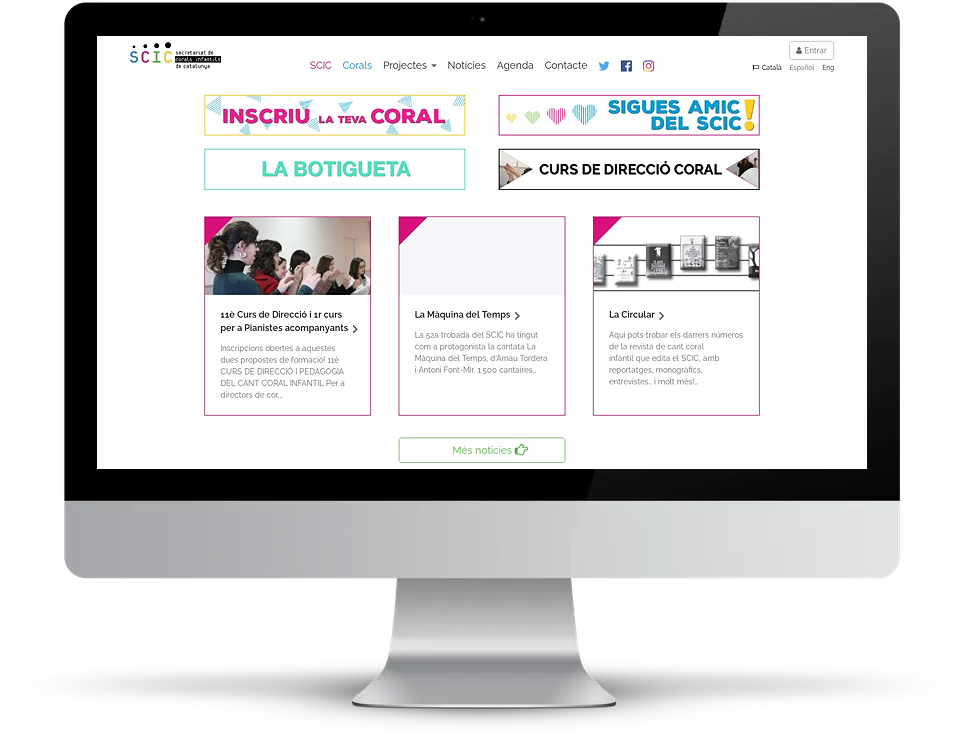 SCIC
secretariat de
corals infantils
de catalunya
SCIC Corals Projectes Notícies Agenda Contacte
Entrar
Català Español Eng
INSCRIU LA TEVA CORAL
SIGUES AMIC
DEL SCIC!
LA BOTIGUETA
CURS DE DIRECCIÓ CORAL
11è Curs de Direcció i 1r curs
per a Pianistes acompanyants
Inscripcions obertes a aquestes
dues propostes de formació! 11è
CURS DE DIRECCIÓ I PEDAGOGIA
DEL CANT CORAL INFANTIL Per a
directors de cor,...
La Màquina del Temps
La 52a trobada del SCIC ha tingut
com a protagonista la cantata La
Màquina del Temps, d'Arnau Tordera
i Antoni Font-Mir. 1.500 cantaires...
La Circular
Aquí pots trobar els darrers números
de la revista de cant coral
infantil que edita el SCIC, amb
reportatges, monogràfics,
entrevistes... i molt més!...
Més notícies